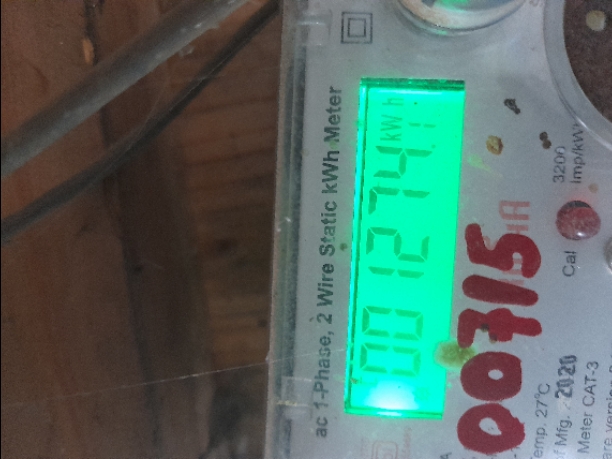 ac 1-Phase, 2 Wire Static kWh Meter
001274.1 kWh
00715
3200
Imp/kW
Cal
emp. 27°C
f Mfg. 2020
Meter CAT-3